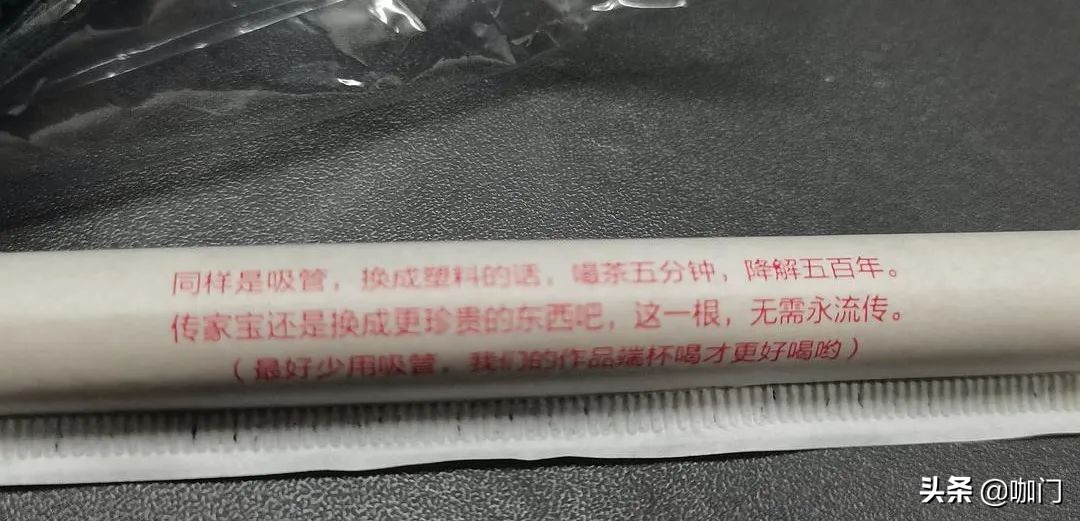 同样是吸管，换成塑料的话，喝茶五分钟，降解五百年。
传家宝还是换成更珍贵的东西吧，这一根，无需永流传。
（最好少用吸管，我们的作品端杯喝才更好喝哟）
头条 @咖门